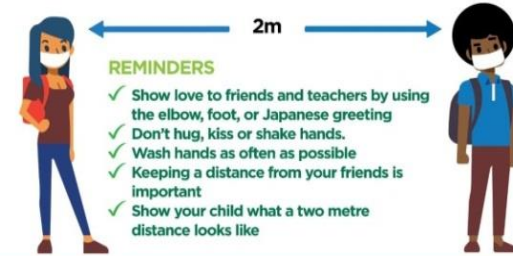 2m
REMINDERS
✓ Show love to friends and teachers by using
the elbow, foot, or Japanese greeting
✓ Don't hug, kiss or shake hands.
✓ Wash hands as often as possible
✓ Keeping a distance from your friends is
important
✓ Show your child what a two metre
distance looks like